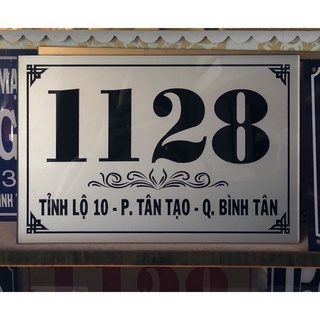 1128
TỈNH LỘ 10 - P. TÂN TẠO - Q. BÌNH TÂN